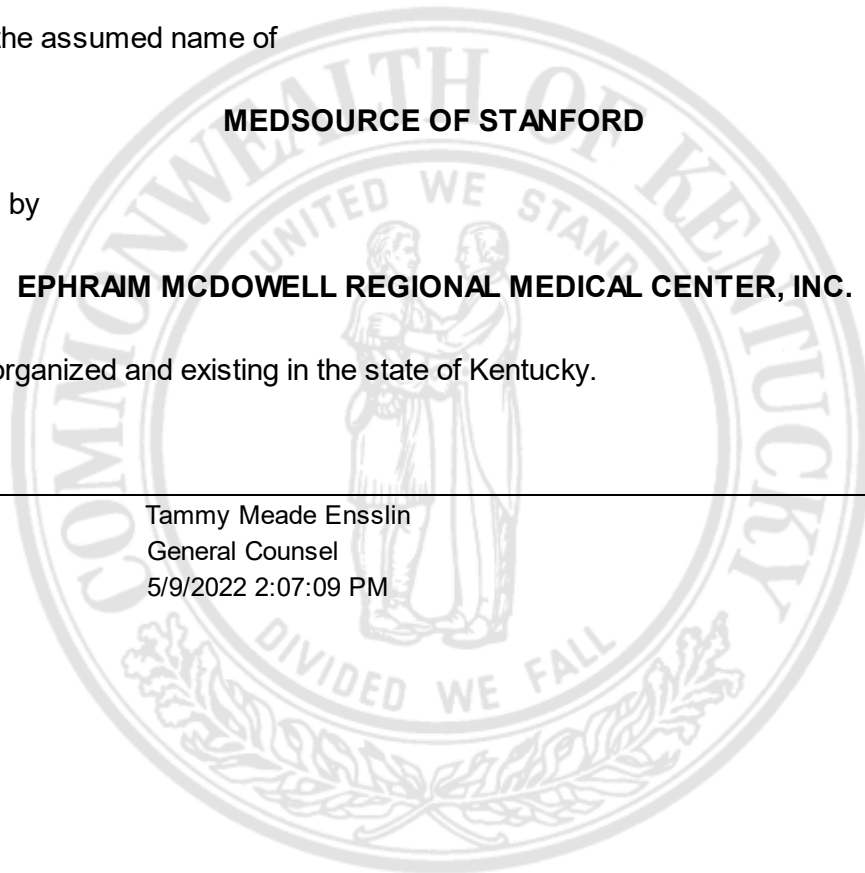 the assumed name of
MEDSOURCE OF STANFORD
by
EPHRAIM MCDOWELL REGIONAL MEDICAL CENTER, INC.
organized and existing in the state of Kentucky.
Tammy Meade Ensslin
General Counsel
5/9/2022 2:07:09 PM
COMMONWEALTH OF KENTUCKY
UNITED WE STAND
DIVIDED WE FALL